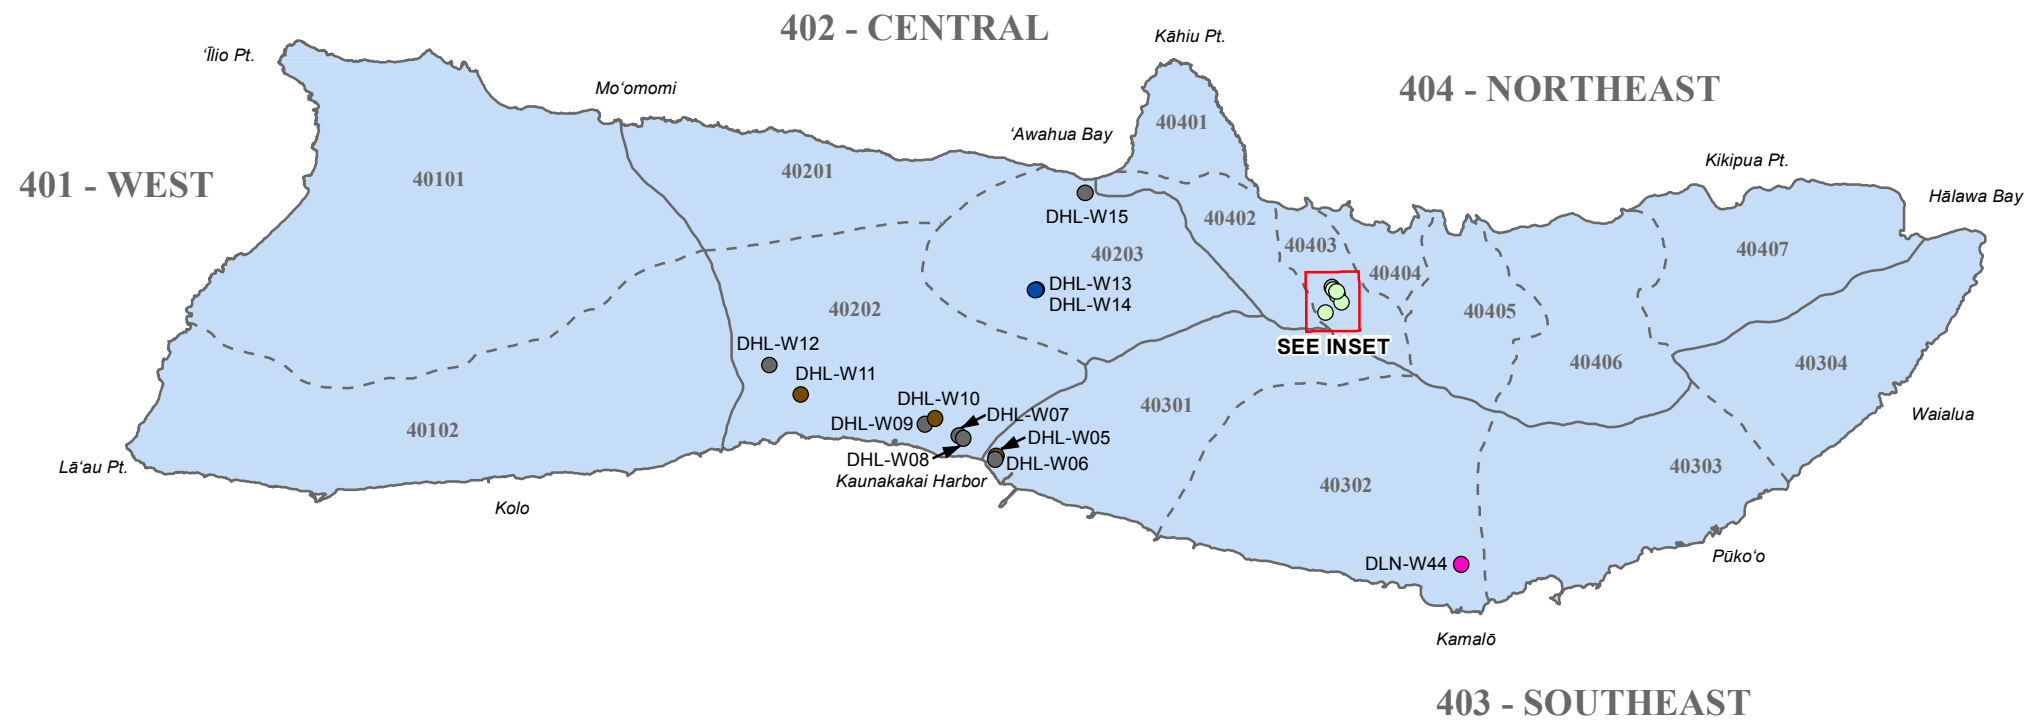 402 - CENTRAL
Kāhiu Pt.
ʻĪlio Pt.
Moʻomomi
404 - NORTHEAST
40401
ʻAwahua Bay
Kikipua Pt.
401 - WEST
40101
40201
Hālawa Bay
DHL-W15
40402
40403
40407
40203
40404
DHL-W13
DHL-W14
40202
40405
DHL-W12
SEE INSET
40406
40304
DHL-W11
DHL-W10
40301
DHL-W07
Waialua
DHL-W09
40102
DHL-W05
DHL-W08
DHL-W06
Lāʻau Pt.
40303
Kaunakakai Harbor
40302
Kolo
Pūkoʻo
DLN-W44
Kamalō
403 - SOUTHEAST